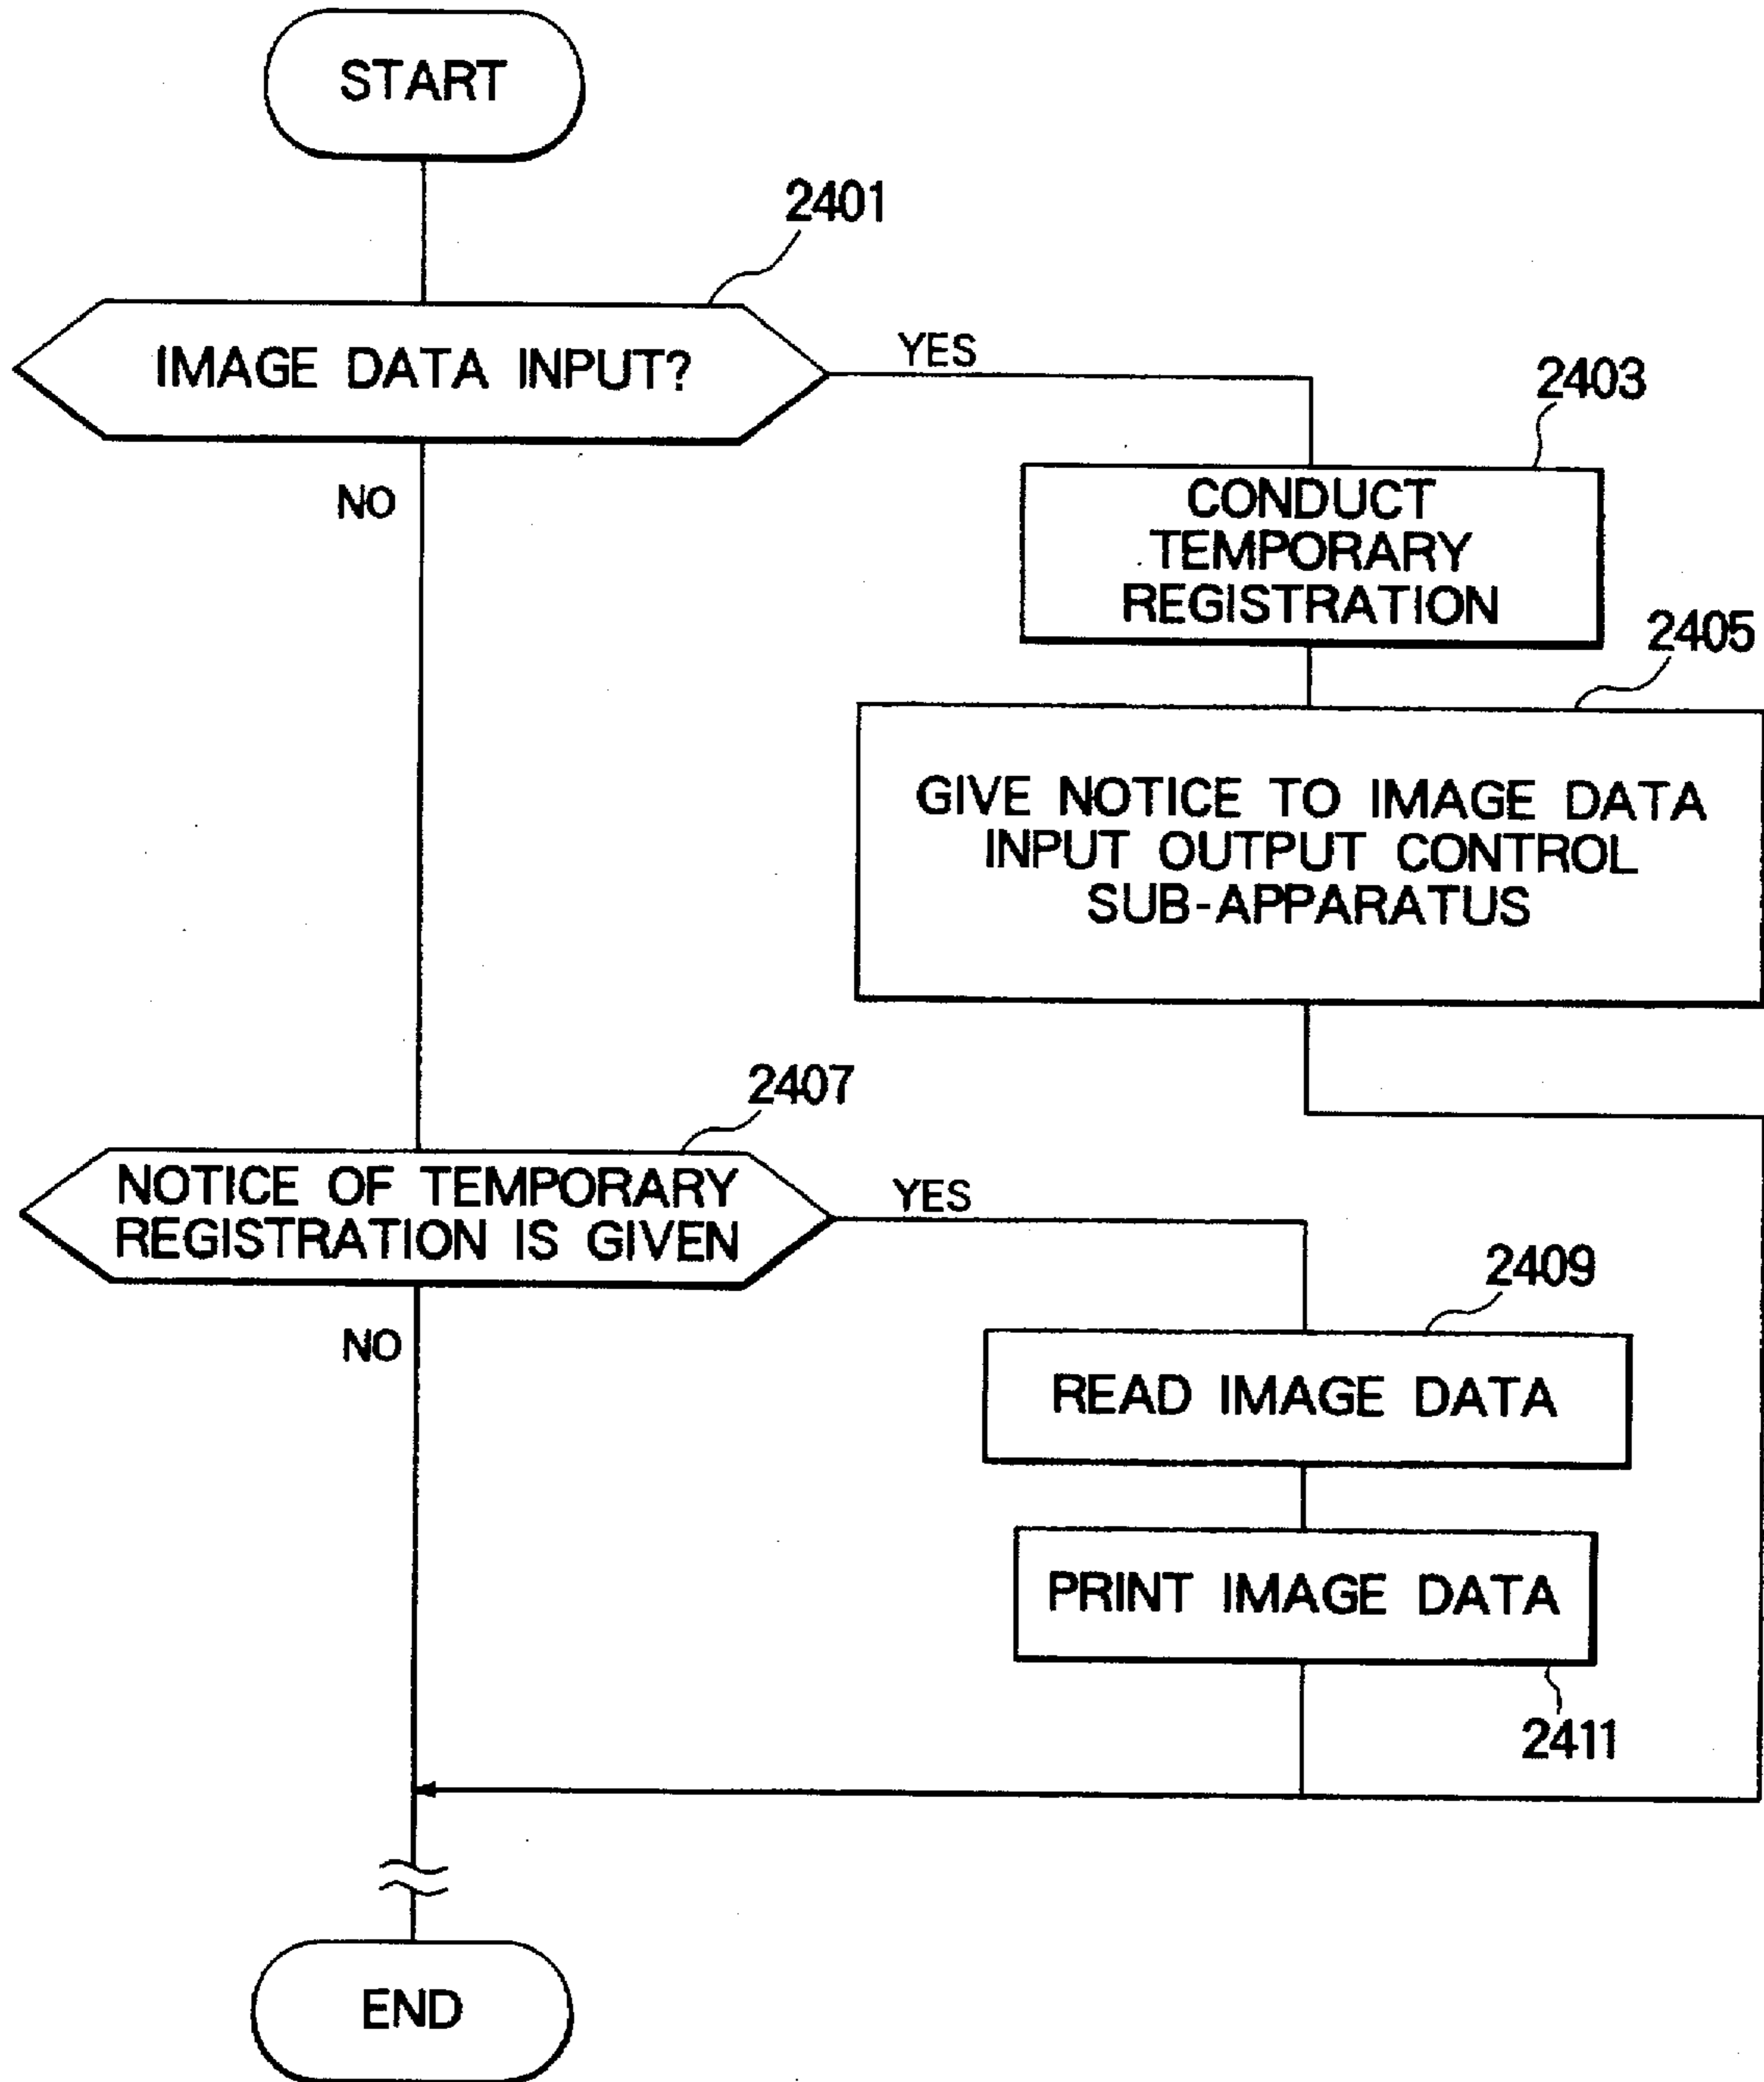 START
2401
IMAGE DATA INPUT?
YES
NO
2403
CONDUCT
TEMPORARY
REGISTRATION
2405
GIVE NOTICE TO IMAGE DATA
INPUT OUTPUT CONTROL
SUB-APPARATUS
2407
NOTICE OF TEMPORARY
REGISTRATION IS GIVEN
YES
NO
2409
READ IMAGE DATA
PRINT IMAGE DATA
2411
END